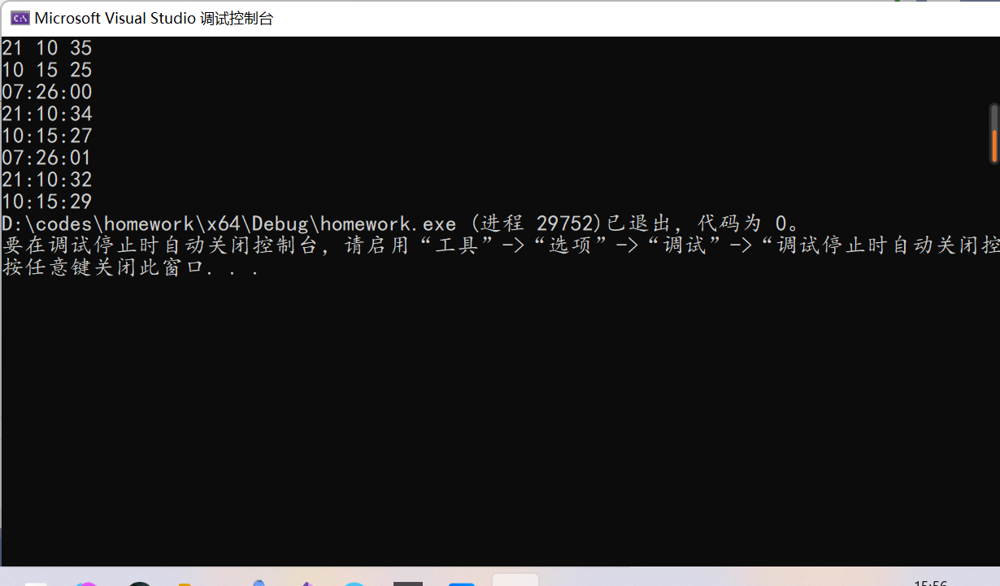 Microsoft Visual Studio 调试控制台
21 10 35
10 15 25
07:26:00
21:10:34
10:15:27
07:26:01
21:10:32
10:15:29
D:\codes\homework\x64\Debug\homework.exe (进程 29752)已退出，代码为 0。
要在调试停止时自动关闭控制台，请启用“工具”->“选项”->“调试”->“调试停止时自动关闭控
按任意键关闭此窗口. . .
15:56